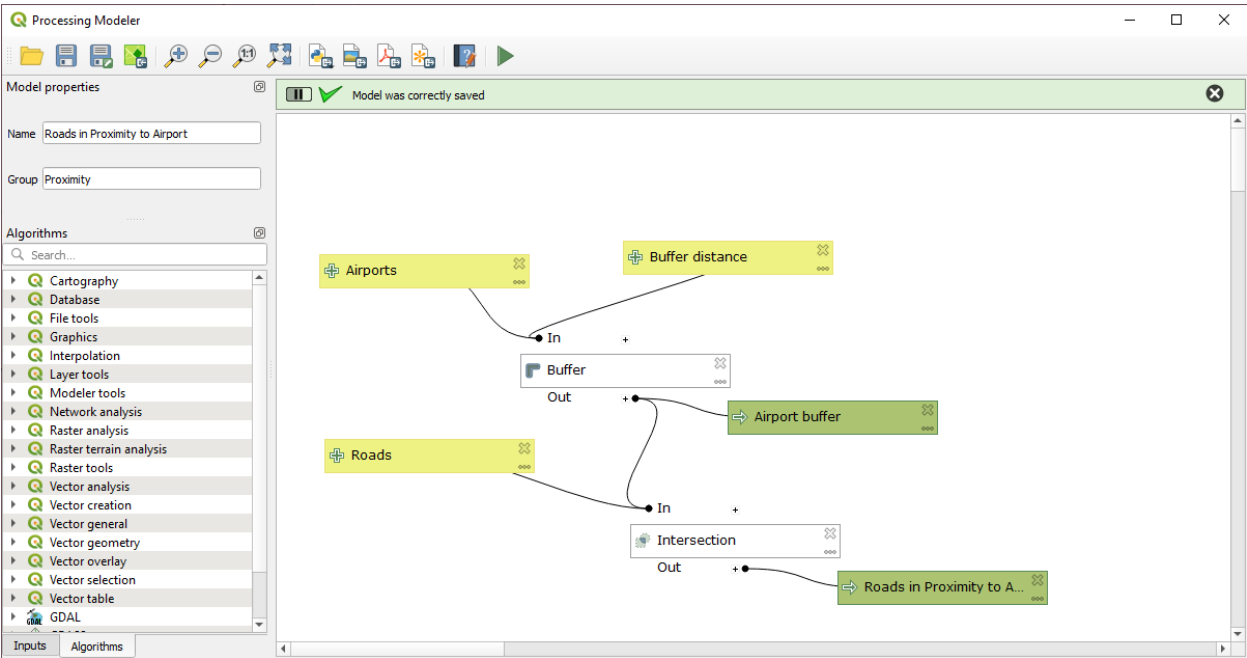 Processing Modeler
1:1
Model properties
Model was correctly saved
Name Roads in Proximity to Airport
Group Proximity
Algorithms
Search...
Cartography
Database
File tools
Graphics
Interpolation
Layer tools
Modeler tools
Network analysis
Raster analysis
Raster terrain analysis
Raster tools
Vector analysis
Vector creation
Vector general
Vector geometry
Vector overlay
Vector selection
Vector table
GDAL GDAL
Inputs Algorithms
Airports
Buffer distance
In +
Buffer
Out +
Airport buffer
Roads
In +
Intersection
Out +
Roads in Proximity to A...